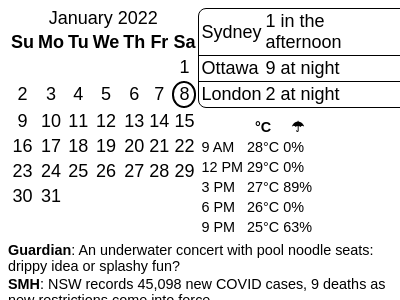 January 2022
Su Mo Tu We Th Fr Sa
1
2 3 4 5 6 7 8
9 10 11 12 13 14 15
16 17 18 19 20 21 22
23 24 25 26 27 28 29
30 31
Sydney 1 in the
afternoon
Ottawa 9 at night
London 2 at night
°C ☂
9 AM 28°C 0%
12 PM 29°C 0%
3 PM 27°C 89%
6 PM 26°C 0%
9 PM 25°C 63%
Guardian: An underwater concert with pool noodle seats:
drippy idea or splashy fun?
SMH: NSW records 45,098 new COVID cases, 9 deaths as
new restrictions come into force